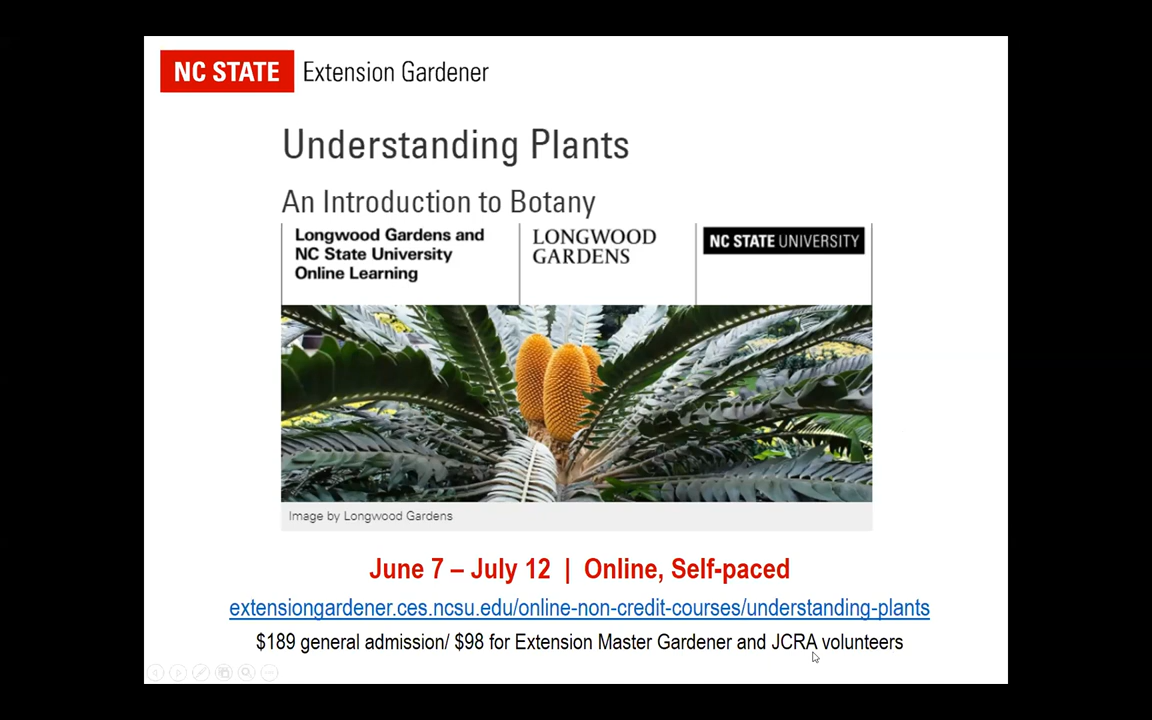 NC STATE Extension Gardener
Understanding Plants
An Introduction to Botany
Longwood Gardens and
NC State University
Online Learning
LONGWOOD
GARDENS
NC STATE UNIVERSITY
Image by Longwood Gardens
June 7 – July 12 | Online, Self-paced
extensiongardener.ces.ncsu.edu/online-non-credit-courses/understanding-plants
$189 general admission/ $98 for Extension Master Gardener and JCRA volunteers